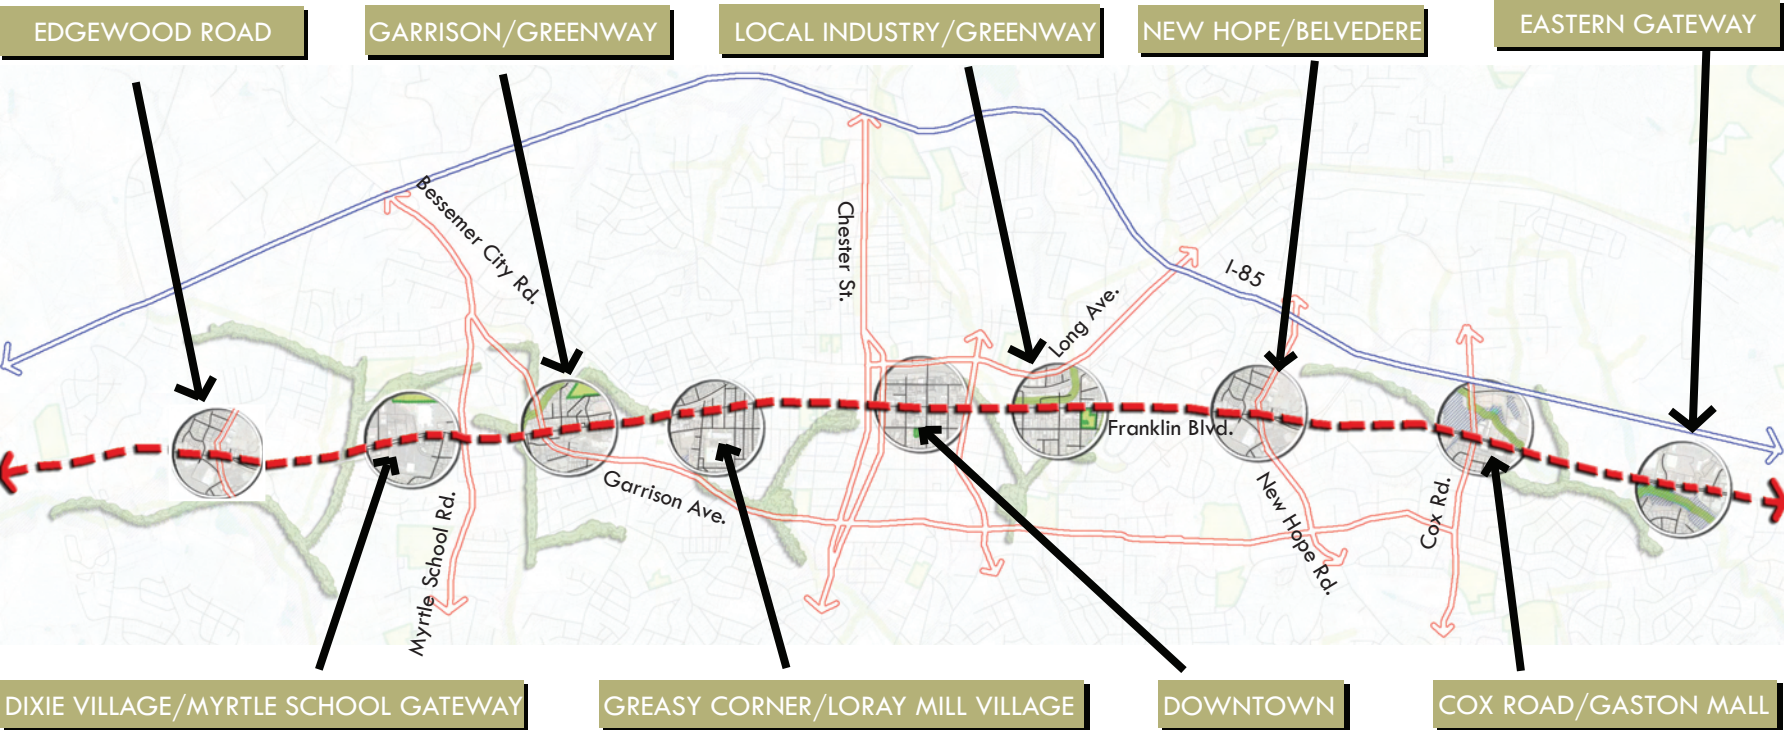 EDGEWOOD ROAD
GARRISON/GREENWAY
LOCAL INDUSTRY/GREENWAY
NEW HOPE/BELVEDERE
EASTERN GATEWAY
Bessemer City Rd.
Chester St.
Long Ave.
I-85
Franklin Blvd.
Garrison Ave.
Myrtle School Rd.
New Hope Rd.
Cox Rd.
DIXIE VILLAGE/MYRTLE SCHOOL GATEWAY
GREASY CORNER/LORAY MILL VILLAGE
DOWNTOWN
COX ROAD/GASTON MALL